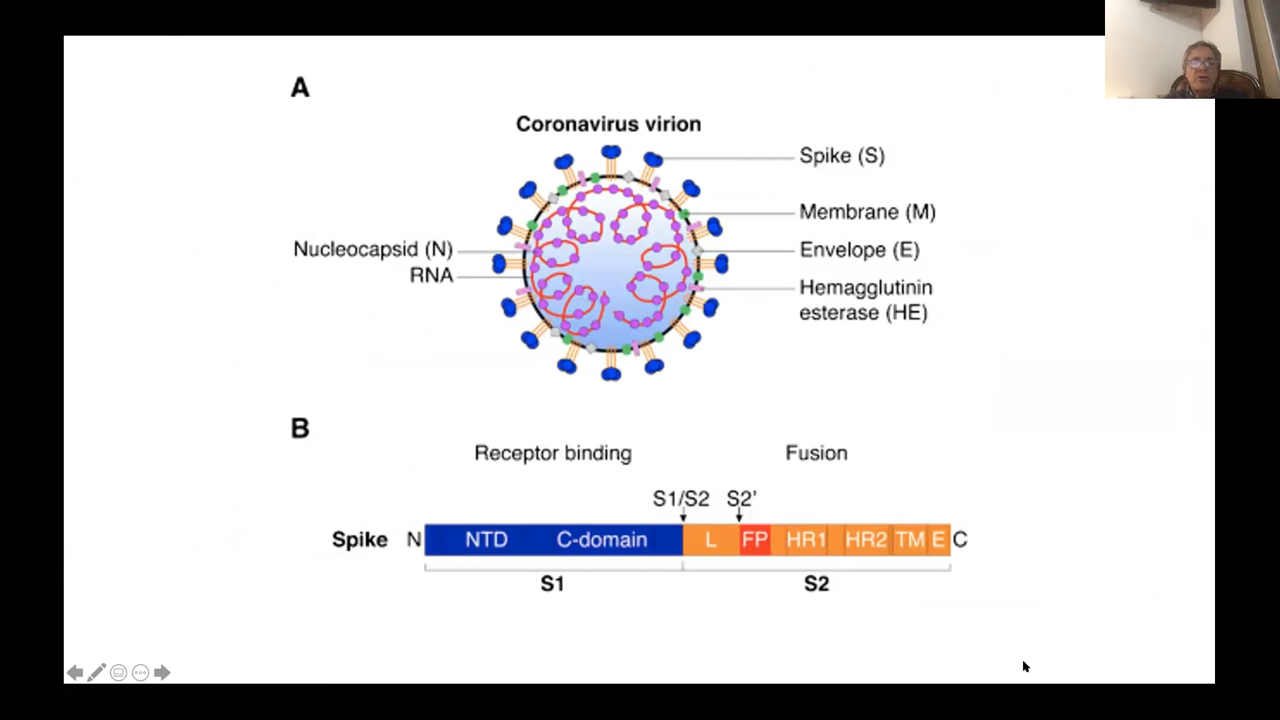 A
Coronavirus virion
Spike (S)
Membrane (M)
Nucleocapsid (N)
Envelope (E)
RNA
Hemagglutinin
esterase (HE)
B
Receptor binding
Fusion
S1/S2
S2’
Spike
N
NTD
C-domain
L
FP
HR1
HR2
TM
E
C
S1
S2